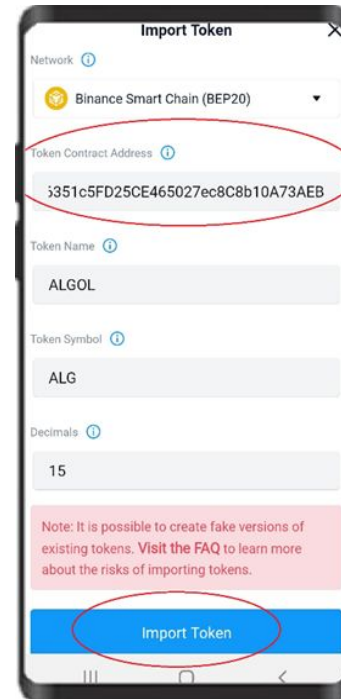 Import Token
Network
Binance Smart Chain (BEP20)
Token Contract Address
351c5FD25CE465027ec8C8b10A73AEB
Token Name
ALGOL
Token Symbol
ALG
Decimals
15
Note: It is possible to create fake versions of
existing tokens. Visit the FAQ to learn more
about the risks of importing tokens.
Import Token